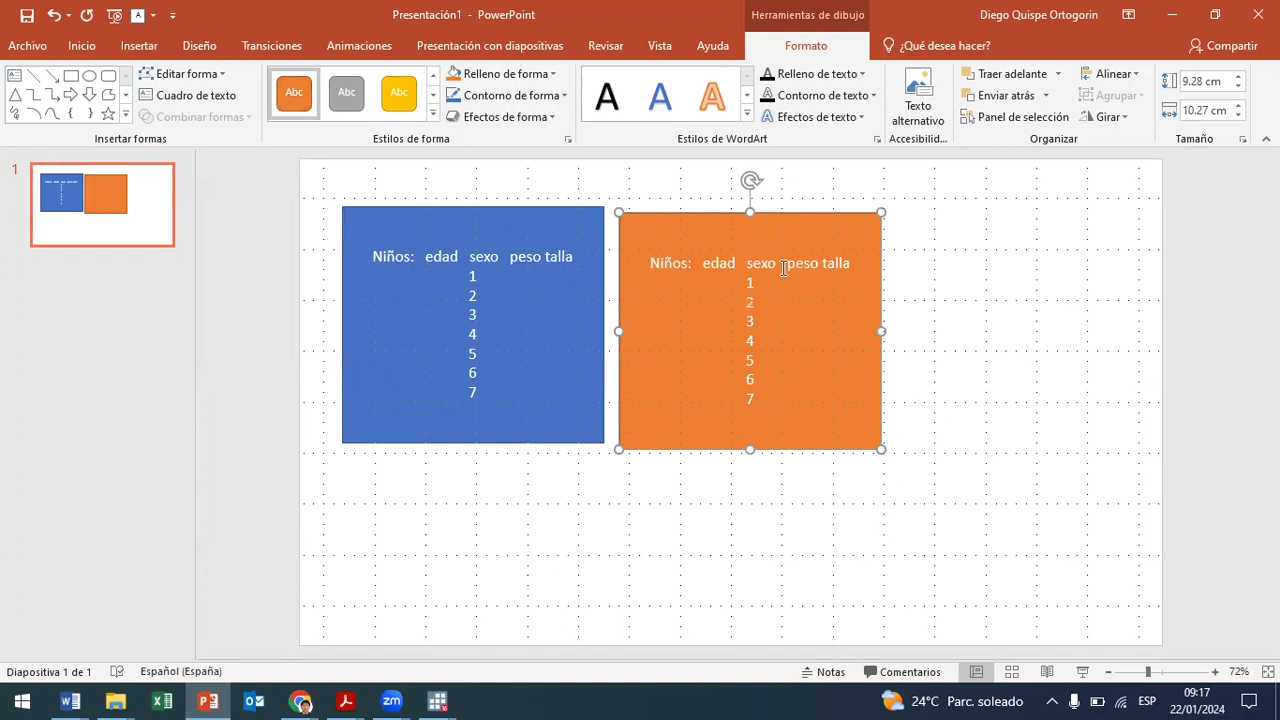 Presentación1 - PowerPoint
Herramientas de dibujo
Diego Quispe Ortogorin
Archivo Inicio Insertar Diseño Transiciones Animaciones Presentación con diapositivas Revisar Vista Ayuda Formato ¿Qué desea hacer? Compartir
Editar forma
Cuadro de texto
Combinar formas
Insertar formas
Abc Abc Abc
Relleno de forma
Contorno de forma
Efectos de forma
Estilos de forma
A A A
Relleno de texto
Contorno de texto
Efectos de texto
Estilos de WordArt
Texto
alternativo
Accesibilid...
Traer adelante
Enviar atrás
Panel de selección
Alinear
Agrupar
Girar
Organizar
9.28 cm
10.27 cm
Tamaño
1
Niños: edad sexo peso talla
1
2
3
4
5
6
7
Niños: edad sexo peso talla
1
2
3
4
5
6
7
Diapositiva 1 de 1 Español (España) Notas Comentarios 72%
24°C Parc. soleado ESP
09:17
22/01/2024